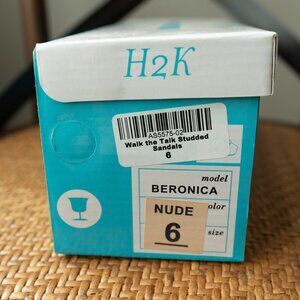 H2K
AS5575-02
Walk the Talk Studded
Sandals
6
model
BERONICA
color
NUDE
size
6